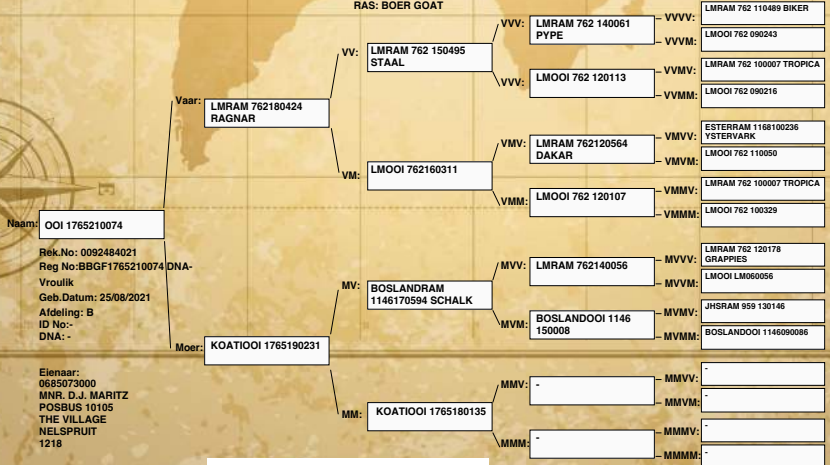 RAS: BOER GOAT
Naam:
OOI 1765210074
Rek.No: 0092484021
Reg No:BBGF1765210074 DNA-
Vroulik
Geb.Datum: 25/08/2021
Afdeling: B
ID No:-
DNA: -
Eienaar:
0685073000
MNR. D.J. MARITZ
POSBUS 10105
THE VILLAGE
NELSPRUIT
1218
Vaar:
LMRAM 762180424
RAGNAR
Moer:
KOATIOOI 1765190231
VV:
LMRAM 762 150495
STAAL
VM:
LMOOI 762160311
MV:
BOSLANDRAM
1146170594 SCHALK
MM:
KOATIOOI 1765180135
VVV:
LMRAM 762 140061
PYPE
VVV:
LMOOI 762 120113
VMV:
LMRAM 762120564
DAKAR
VMM:
LMOOI 762 120107
MVV:
LMRAM 762140056
MVM:
BOSLANDOOI 1146
150008
MMV:
-
MMM:
-
VVVV:
LMRAM 762 110489 BIKER
VVVM:
LMOOI 762 090243
VVMV:
LMRAM 762 100007 TROPICA
VVMM:
LMOOI 762 090216
VMVV:
ESTERRAM 1168100236
YSTERVARK
VMVM:
LMOOI 762 110050
VMMV:
LMRAM 762 100007 TROPICA
VMMM:
LMOOI 762 100329
MVVV:
LMRAM 762 120178
GRAPPIES
MVVM:
LMOOI LM060056
MVMV:
JHSRAM 959 130146
MVMM:
BOSLANDOOI 1146090086
MMVV:
-
MMVM:
-
MMMV:
-
MMMM:
-
E